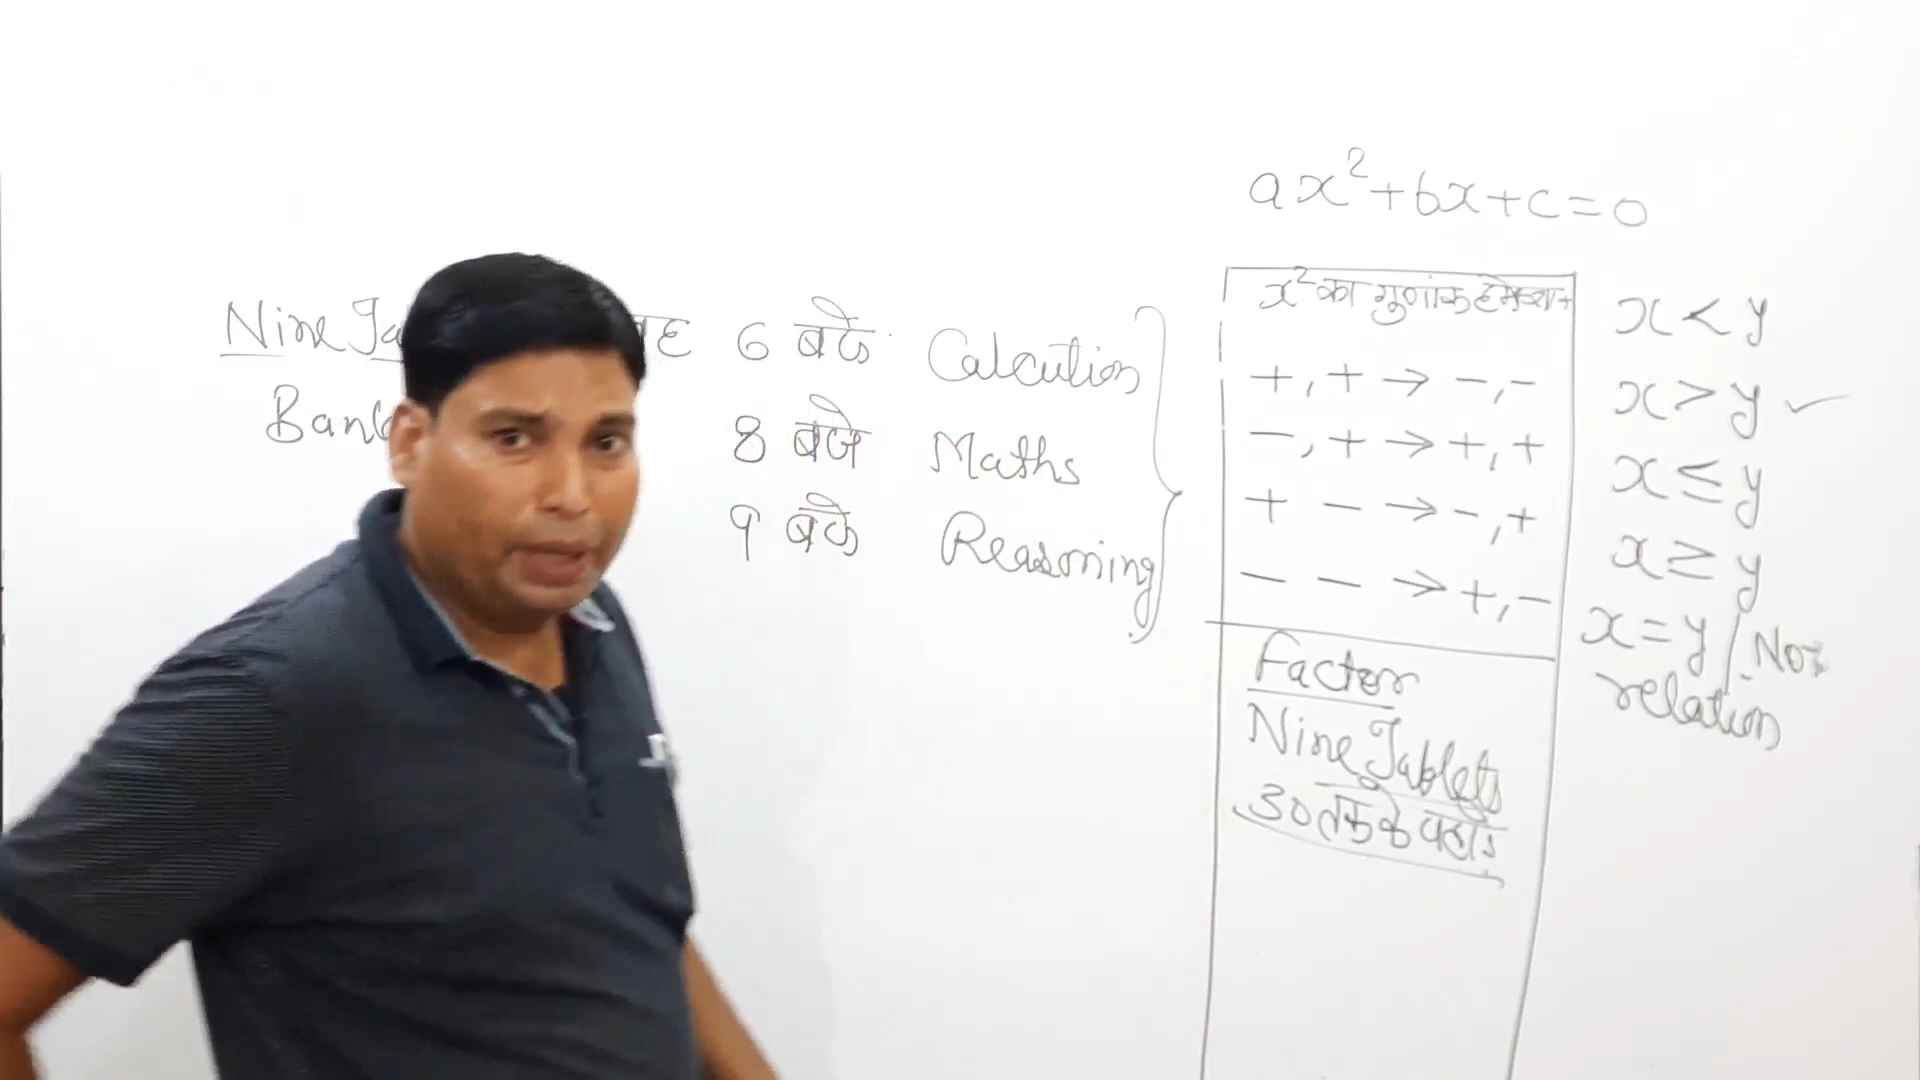 ax²+bx+c=0
Nine Ta 6 बजे Calcution
Bank 8 बजे Maths
9 बजे Reasoning
x² का गुणांक हमेशा +
+,+ → -,-
-,+ → +,+
+ - → -,+
- - → +,-
Factor
Nine Tablets
30 तक के पहाड़े
x < y
x > y ✓
x ≤ y
x ≥ y
x = y / No
relation